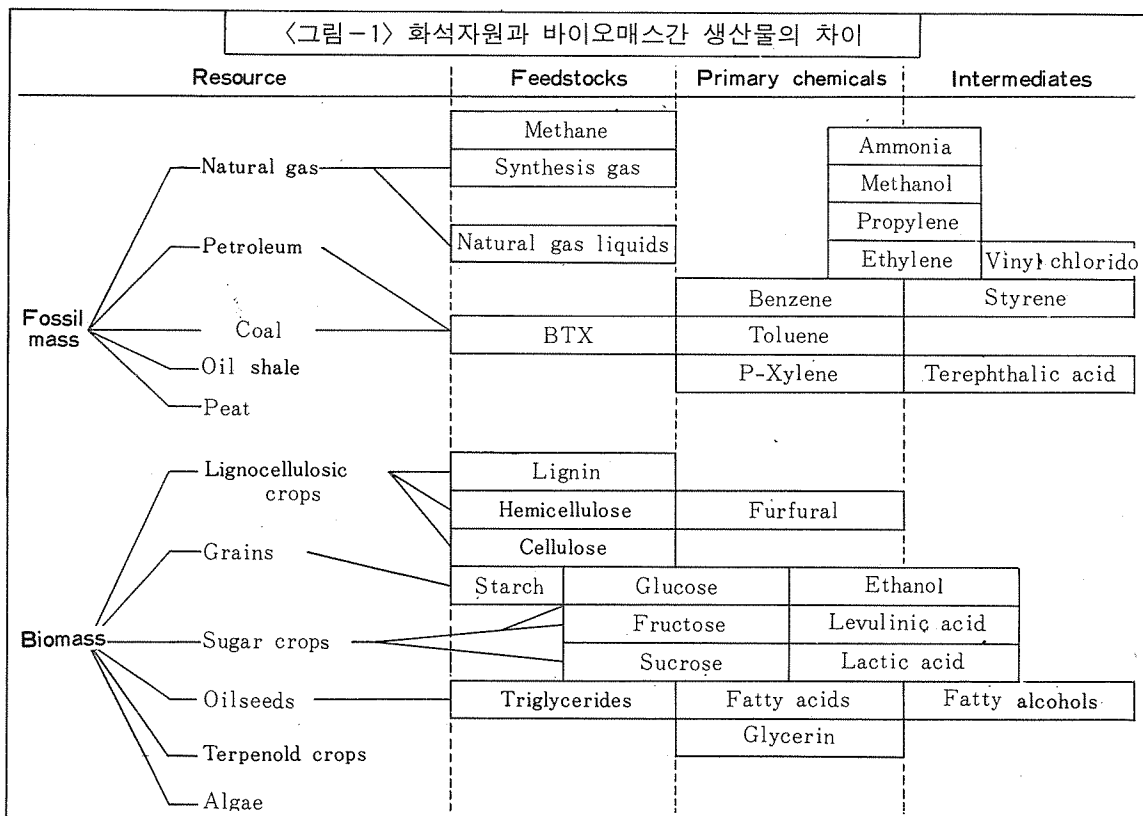 〈그림-1〉 화석자원과 바이오매스간 생산물의 차이
Resource Feedstocks Primary chemicals Intermediates
Methane
Ammonia
Natural gas Synthesis gas
Methanol
Propylene
Petroleum Natural gas liquids
Ethylene Vinyl chlorido
Benzene Styrene
Fossil
mass
Coal BTX Toluene
Oil shale P-Xylene Terephthalic acid
Peat
Lignocellulosic
crops
Lignin
Hemicellulose Furfural
Grains Cellulose
Starch Glucose Ethanol
Biomass Sugar crops Fructose Levulinic acid
Sucrose Lactic acid
Oilseeds Triglycerides Fatty acids Fatty alcohols
Glycerin
Terpenold crops
Algae